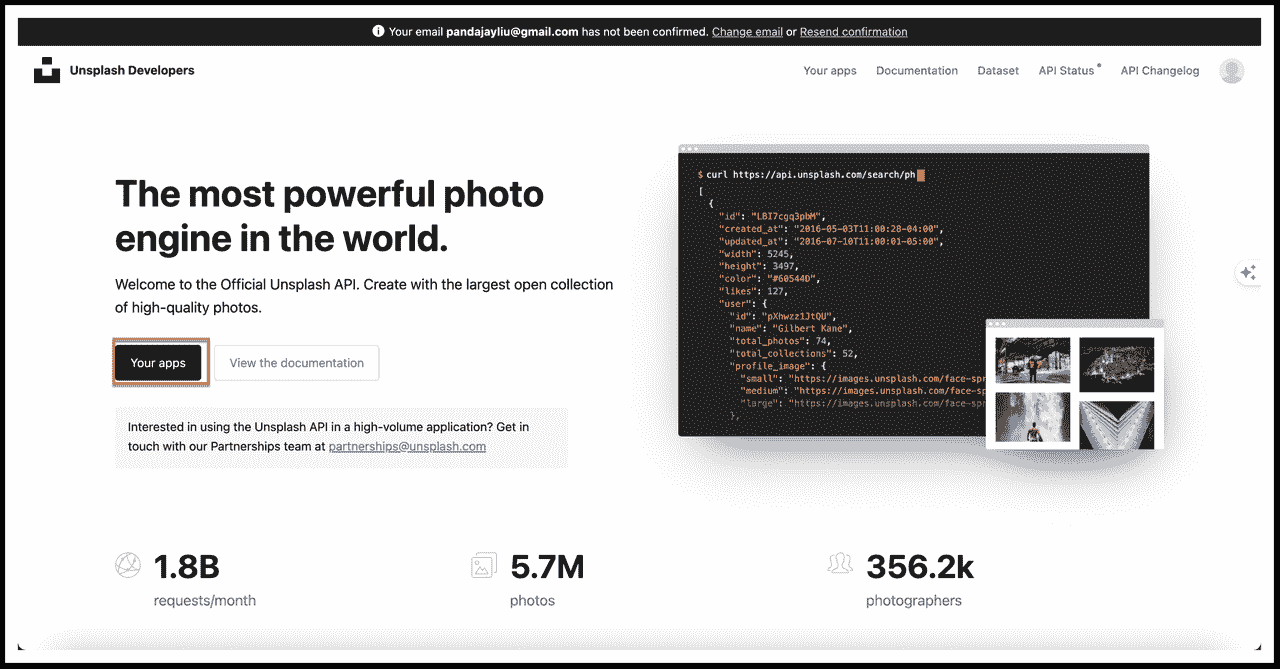 Your email pandajayliu@gmail.com has not been confirmed. Change email or Resend confirmation
Unsplash Developers
Your apps
Documentation
Dataset
API Status
API Changelog
The most powerful photo
engine in the world.
Welcome to the Official Unsplash API. Create with the largest open collection
of high-quality photos.
Your apps
View the documentation
Interested in using the Unsplash API in a high-volume application? Get in
touch with our Partnerships team at partnerships@unsplash.com
$ curl https://api.unsplash.com/search/ph
[
{
"id": "LBI7cgq3pbM",
"created_at": "2016-05-03T11:00:28-04:00",
"updated_at": "2016-07-10T11:00:01-05:00",
"width": 5245,
"height": 3497,
"color": "#60544D",
"likes": 127,
"user": {
"id": "pXhwzz1JtQU",
"name": "Gilbert Kane",
"total_photos": 74,
"total_collections": 52,
"profile_image": {
"small": "https://images.unsplash.com/face-spr
"medium": "https://images.unsplash.com/face-sp
"large": "https://images.unsplash.com/face-spr
},
1.8B
requests/month
5.7M
photos
356.2k
photographers